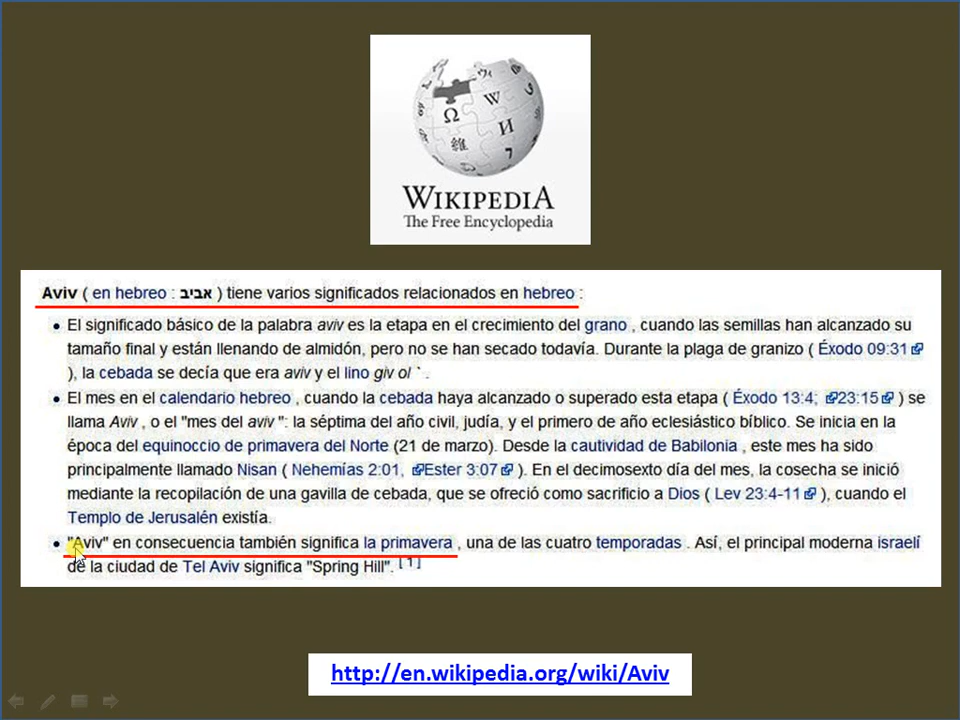 WIKIPEDIA
The Free Encyclopedia
Aviv ( en hebreo : אביב ) tiene varios significados relacionados en hebreo :
• El significado básico de la palabra aviv es la etapa en el crecimiento del grano , cuando las semillas han alcanzado su
tamaño final y están llenando de almidón, pero no se han secado todavía. Durante la plaga de granizo ( Éxodo 09:31
), la cebada se decía que era aviv y el lino giv ol ` .
• El mes en el calendario hebreo , cuando la cebada haya alcanzado o superado esta etapa ( Éxodo 13:4; 23:15 ) se
llama Aviv , o el "mes del aviv ": la séptima del año civil, judía, y el primero de año eclesiástico bíblico. Se inicia en la
época del equinoccio de primavera del Norte (21 de marzo). Desde la cautividad de Babilonia , este mes ha sido
principalmente llamado Nisan ( Nehemías 2:01, Ester 3:07 ). En el decimosexto día del mes, la cosecha se inició
mediante la recopilación de una gavilla de cebada, que se ofreció como sacrificio a Dios ( Lev 23:4-11 ), cuando el
Templo de Jerusalén existía.
• "Aviv" en consecuencia también significa la primavera , una de las cuatro temporadas . Así, el principal moderna israelí
de la ciudad de Tel Aviv significa "Spring Hill". [1]
http://en.wikipedia.org/wiki/Aviv